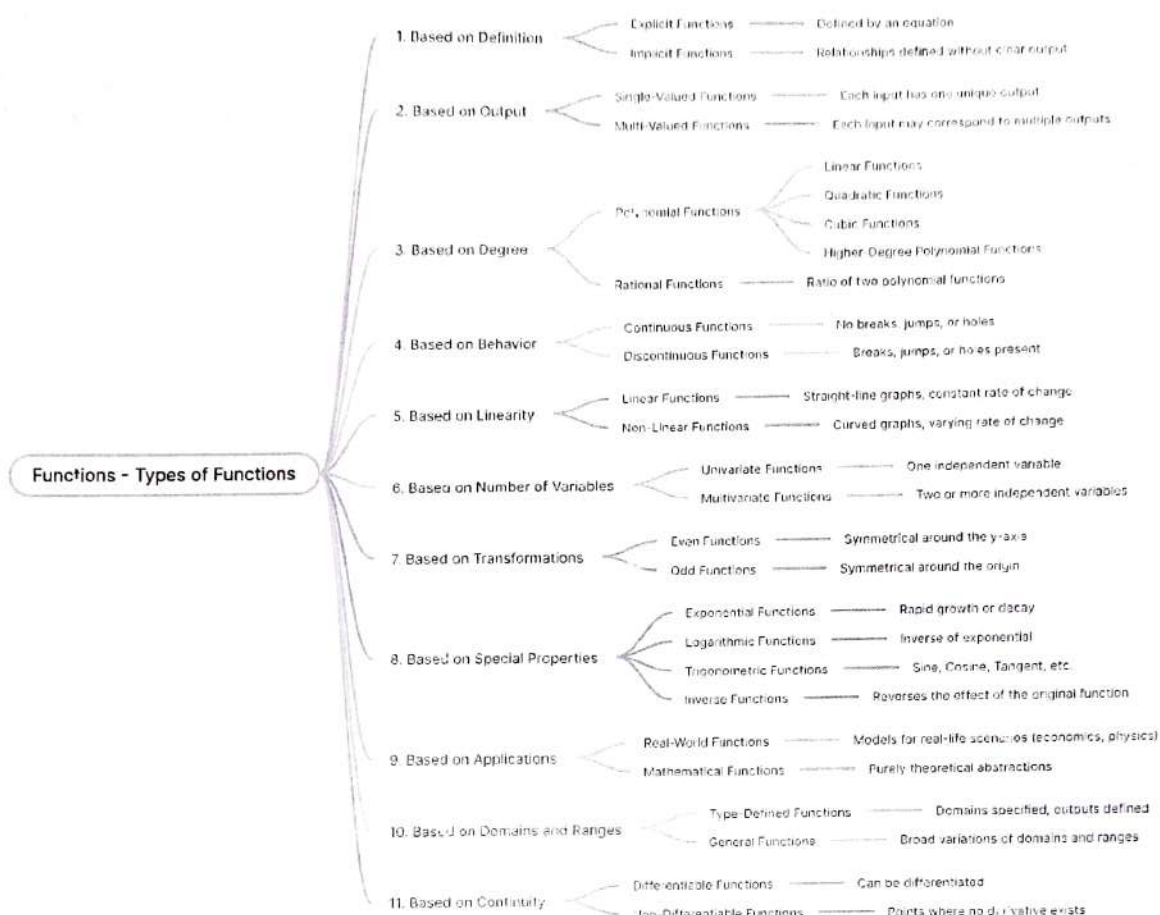 Functions - Types of Functions
1. Based on Definition
Explicit Functions
Defined by an equation
Implicit Functions
Relationships defined without clear output
2. Based on Output
Single-Valued Functions
Each input has one unique output
Multi-Valued Functions
Each input may correspond to multiple outputs
3. Based on Degree
Polynomial Functions
Linear Functions
Quadratic Functions
Cubic Functions
Higher-Degree Polynomial Functions
Rational Functions
Ratio of two polynomial functions
4. Based on Behavior
Continuous Functions
No breaks, jumps, or holes
Discontinuous Functions
Breaks, jumps, or holes present
5. Based on Linearity
Linear Functions
Straight-line graphs, constant rate of change
Non-Linear Functions
Curved graphs, varying rate of change
6. Based on Number of Variables
Univariate Functions
One independent variable
Multivariate Functions
Two or more independent variables
7. Based on Transformations
Even Functions
Symmetrical around the y-axis
Odd Functions
Symmetrical around the origin
8. Based on Special Properties
Exponential Functions
Rapid growth or decay
Logarithmic Functions
Inverse of exponential
Trigonometric Functions
Sine, Cosine, Tangent, etc.
Inverse Functions
Reverses the effect of the original function
9. Based on Applications
Real-World Functions
Models for real-life scenarios (economics, physics)
Mathematical Functions
Purely theoretical abstractions
10. Based on Domains and Ranges
Type-Defined Functions
Domains specified, outputs defined
General Functions
Broad variations of domains and ranges
11. Based on Continuity
Differentiable Functions
Can be differentiated
Non-Differentiable Functions
Points where no derivative exists